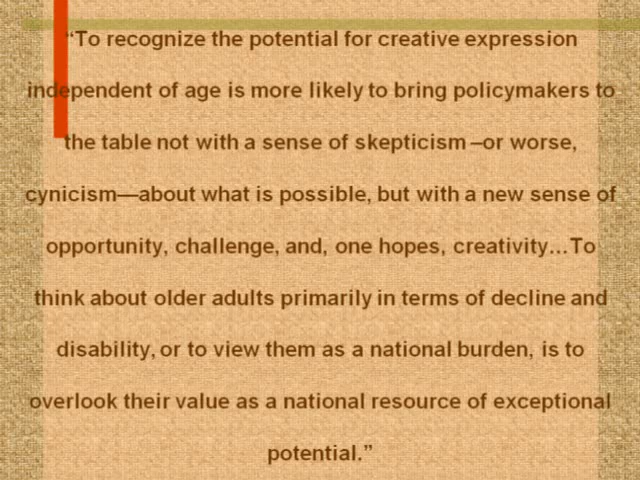 “To recognize the potential for creative expression
independent of age is more likely to bring policymakers to
the table not with a sense of skepticism –or worse,
cynicism—about what is possible, but with a new sense of
opportunity, challenge, and, one hopes, creativity…To
think about older adults primarily in terms of decline and
disability, or to view them as a national burden, is to
overlook their value as a national resource of exceptional
potential.”